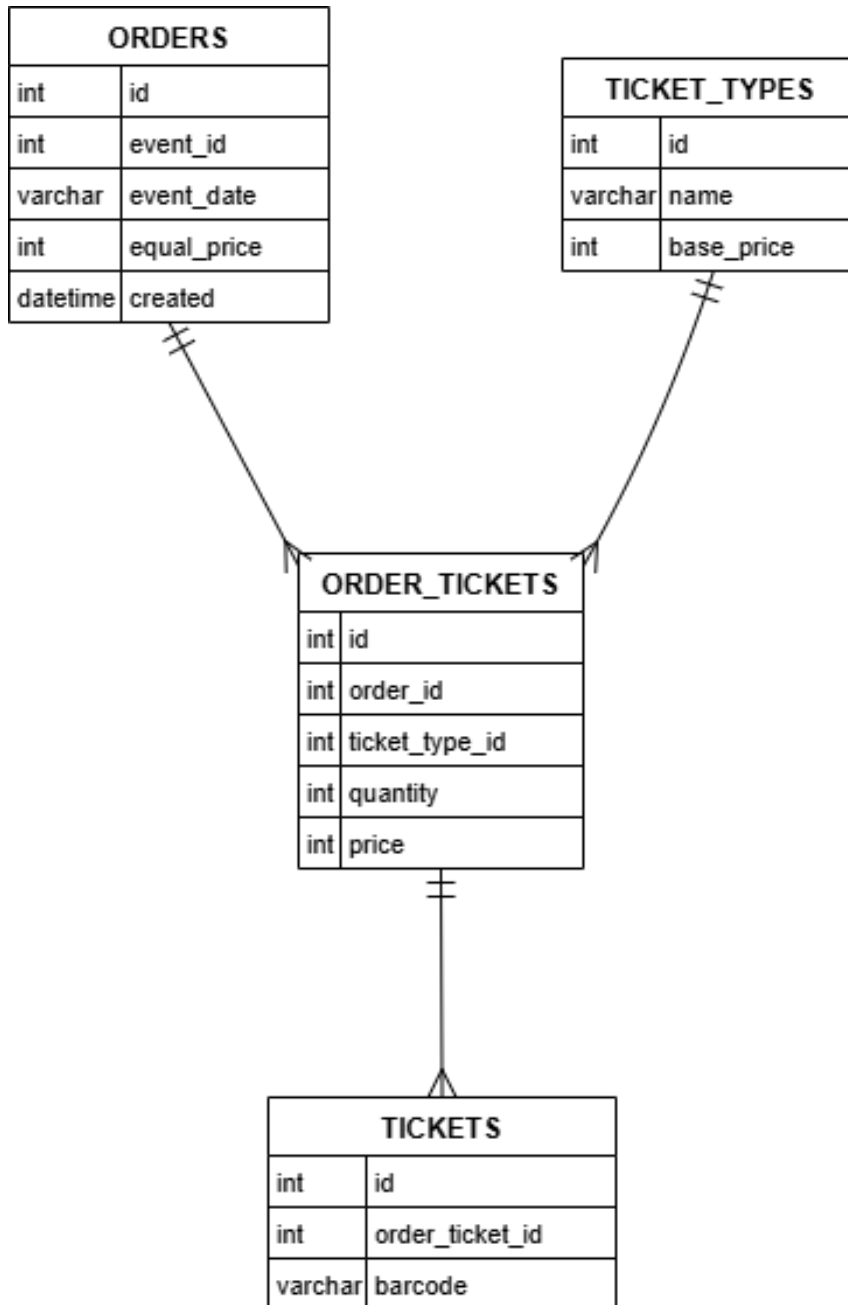 ORDERS
int id
int event_id
varchar event_date
int equal_price
datetime created
TICKET_TYPES
int id
varchar name
int base_price
ORDER_TICKETS
int id
int order_id
int ticket_type_id
int quantity
int price
TICKETS
int id
int order_ticket_id
varchar barcode